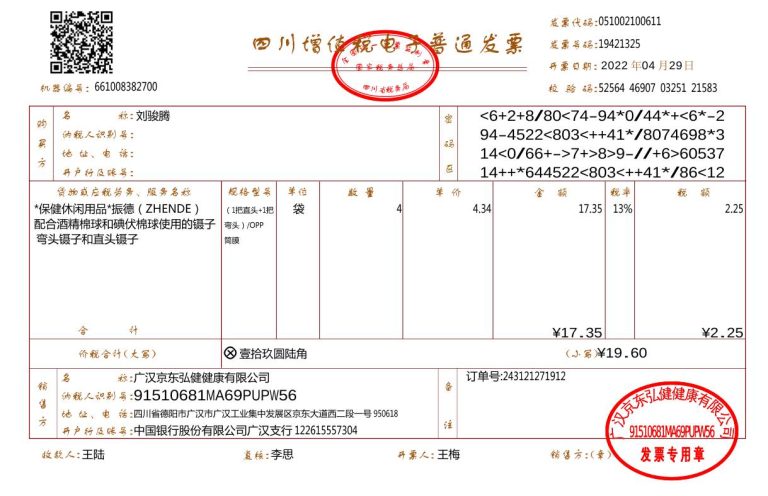 四川增值税电子普通发票
国家税务总局
四川省税务局
发票代码:051002100611
发票号码:19421325
开票日期:2022 年04 月29日
校 验 码:52564 46907 03251 21583
机器编号:661008382700
购买方
名 称:刘骏腾
纳税人识别号:
地 址、电 话:
开户行及账号:
密码区
<6+2+8/80<74-94*0/44*+<6*-2
94-4522<803<++41*/8074698*3
14<0/66+->7+>8>9-//+6>60537
14++*644522<803<++41*/86<12
货物或应税劳务、服务名称 规格型号 单位 数 量 单 价 金 额 税率 税 额
*保健休闲用品*振德(ZHENDE) (1把直头+1把 袋 4 4.34 17.35 13% 2.25
配合酒精棉球和碘伏棉球使用的镊子 弯头)/OPP
弯头镊子和直头镊子 筒膜
合 计 ¥17.35 ¥2.25
价税合计(大写) ⊗壹拾玖圆陆角 (小写)¥19.60
销售方
名 称:广汉京东弘健健康有限公司
纳税人识别号:91510681MA69PUPW56
地 址、电 话:四川省德阳市广汉市广汉工业集中发展区京东大道西二段一号 950618
开户行及账号:中国银行股份有限公司广汉支行 122615557304
备注
订单号:243121271912
广汉京东弘健健康有限公司
91510681MA69PUPW56
发票专用章
收款人:王陆 复核:李思 开票人:王梅 销售方:(章)